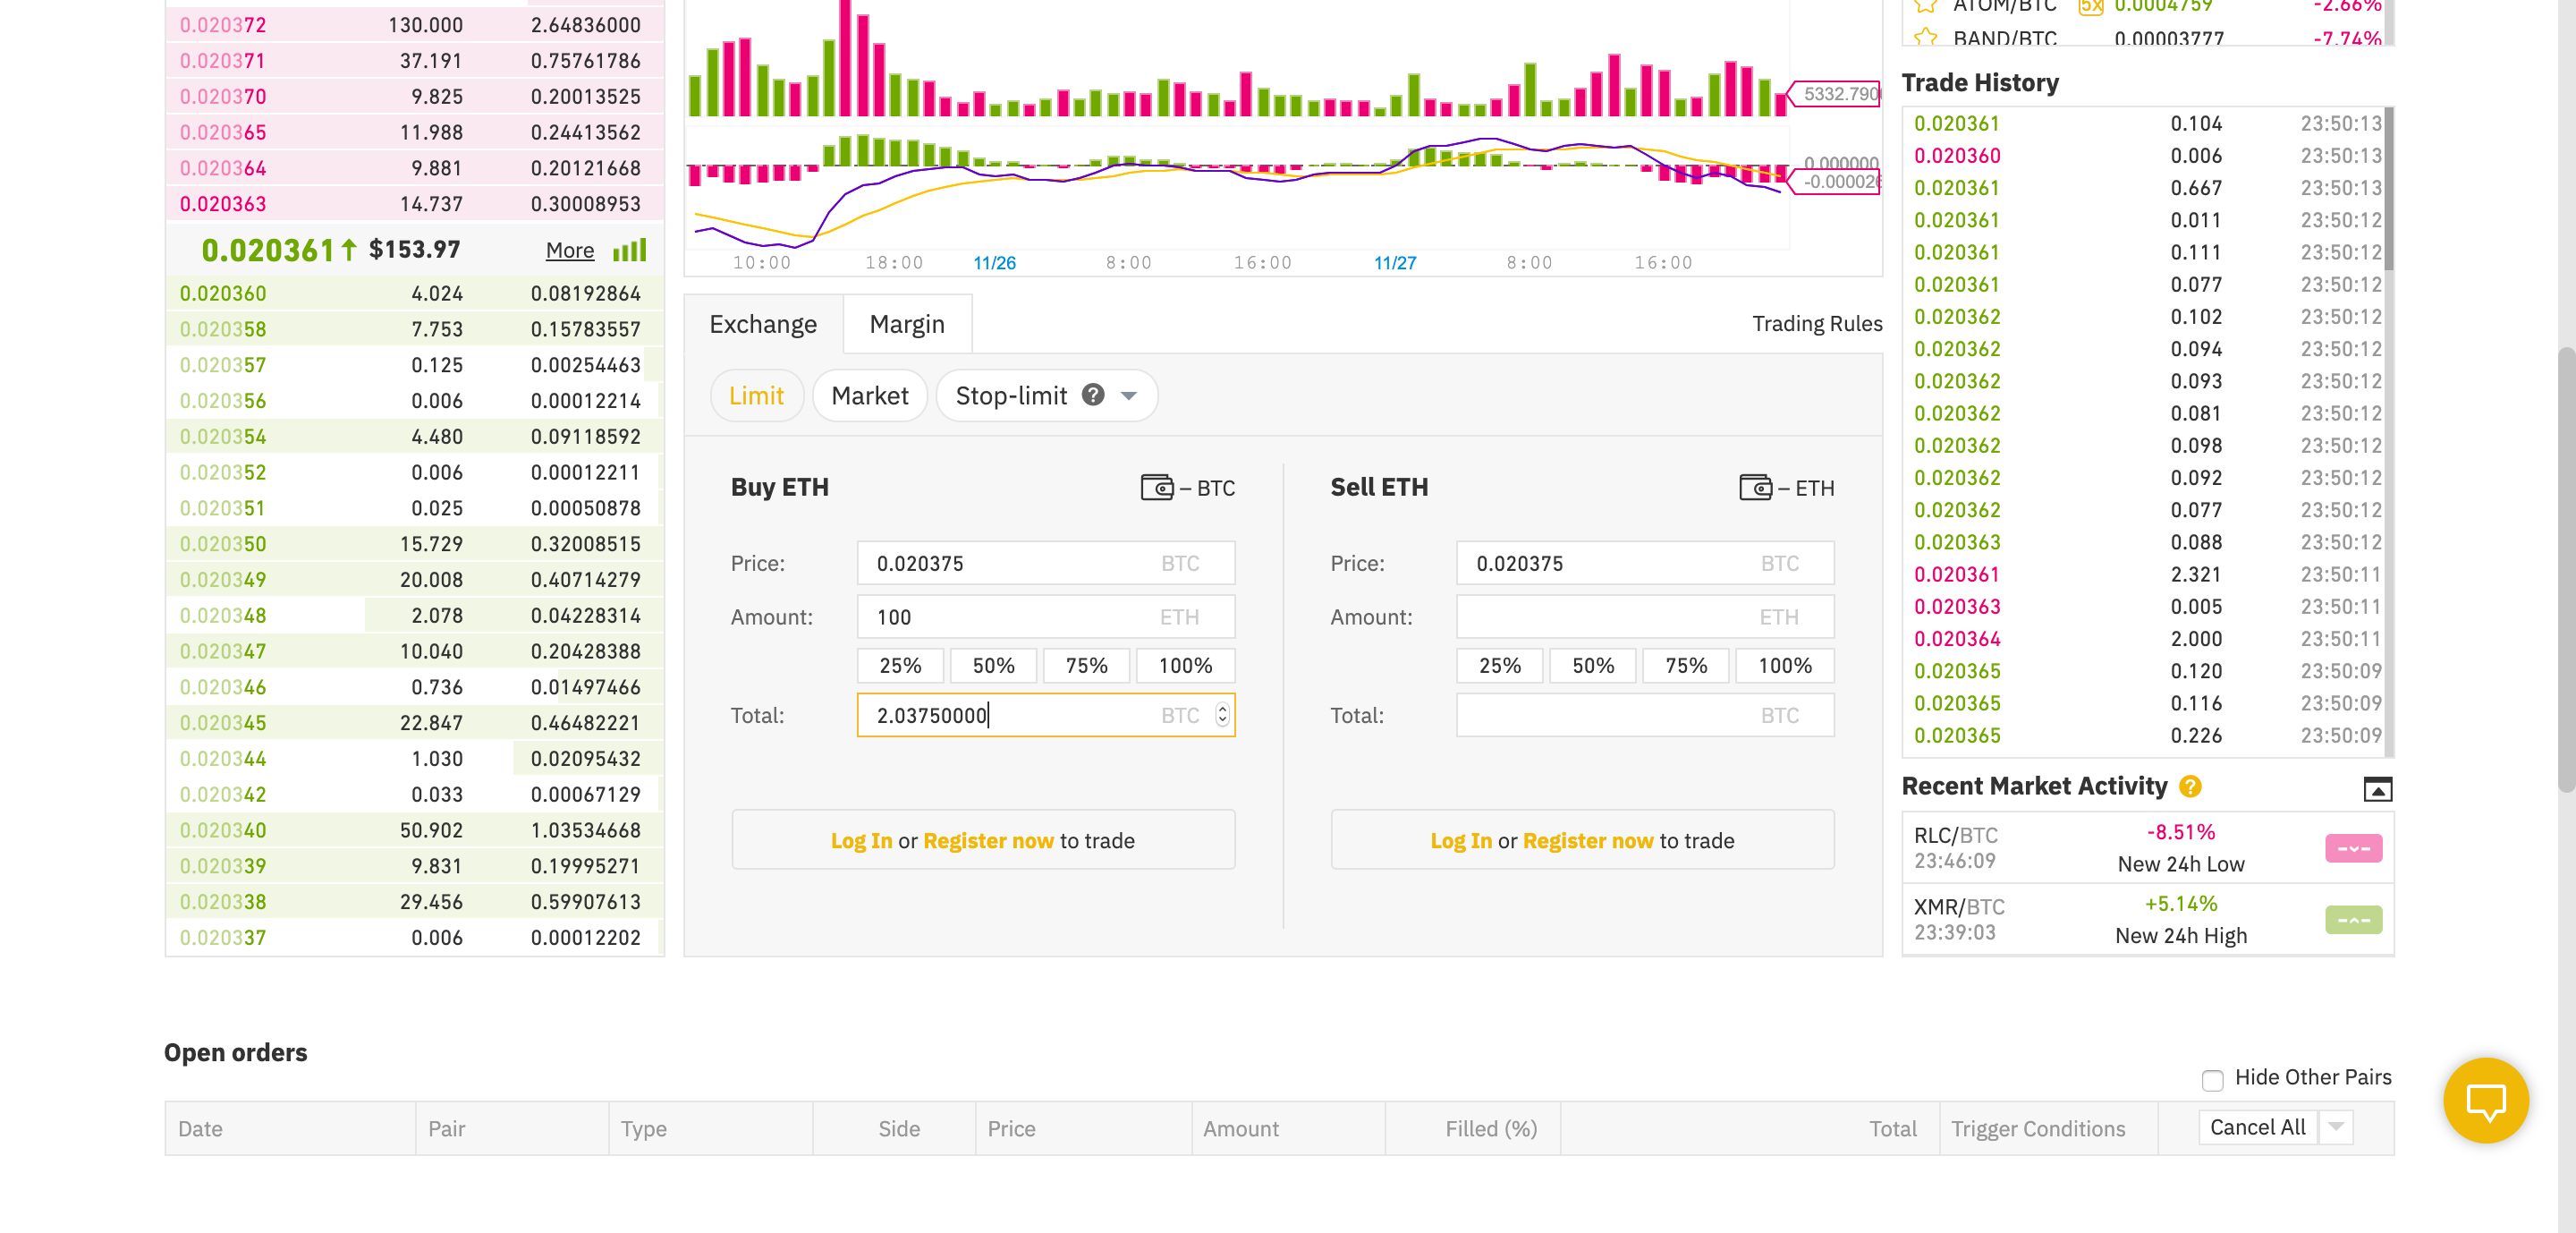 0.020372 130.000 2.64836000
0.020371 37.191 0.75761786
0.020370 9.825 0.20013525
0.020365 11.988 0.24413562
0.020364 9.881 0.20121668
0.020363 14.737 0.30008953
0.020361↑ $153.97 More
0.020360 4.024 0.08192864
0.020358 7.753 0.15783557
0.020357 0.125 0.00254463
0.020356 0.006 0.00012214
0.020354 4.480 0.09118592
0.020352 0.006 0.00012211
0.020351 0.025 0.00050878
0.020350 15.729 0.32008515
0.020349 20.008 0.40714279
0.020348 2.078 0.04228314
0.020347 10.040 0.20428388
0.020346 0.736 0.01497466
0.020345 22.847 0.46482221
0.020344 1.030 0.02095432
0.020342 0.033 0.00067129
0.020340 50.902 1.03534668
0.020339 9.831 0.19995271
0.020338 29.456 0.59907613
0.020337 0.006 0.00012202
5332.790
0.000000
-0.000026
10:00 18:00 11/26 8:00 16:00 11/27 8:00 16:00
Exchange Margin Trading Rules
Limit Market Stop-limit ?
Buy ETH – BTC
Price: 0.020375 BTC
Amount: 100 ETH
25% 50% 75% 100%
Total: 2.03750000 BTC
Log In or Register now to trade
Sell ETH – ETH
Price: 0.020375 BTC
Amount: ETH
25% 50% 75% 100%
Total: BTC
Log In or Register now to trade
ATOM/BTC 5x 0.0004759 -2.66%
BAND/BTC 0.00003777 -7.74%
Trade History
0.020361 0.104 23:50:13
0.020360 0.006 23:50:13
0.020361 0.667 23:50:13
0.020361 0.011 23:50:12
0.020361 0.111 23:50:12
0.020361 0.077 23:50:12
0.020362 0.102 23:50:12
0.020362 0.094 23:50:12
0.020362 0.093 23:50:12
0.020362 0.081 23:50:12
0.020362 0.098 23:50:12
0.020362 0.092 23:50:12
0.020362 0.077 23:50:12
0.020363 0.088 23:50:12
0.020361 2.321 23:50:11
0.020363 0.005 23:50:11
0.020364 2.000 23:50:11
0.020365 0.120 23:50:09
0.020365 0.116 23:50:09
0.020365 0.226 23:50:09
Recent Market Activity ?
RLC/BTC -8.51%
23:46:09 New 24h Low
XMR/BTC +5.14%
23:39:03 New 24h High
Open orders
Hide Other Pairs
Date Pair Type Side Price Amount Filled (%) Total Trigger Conditions Cancel All